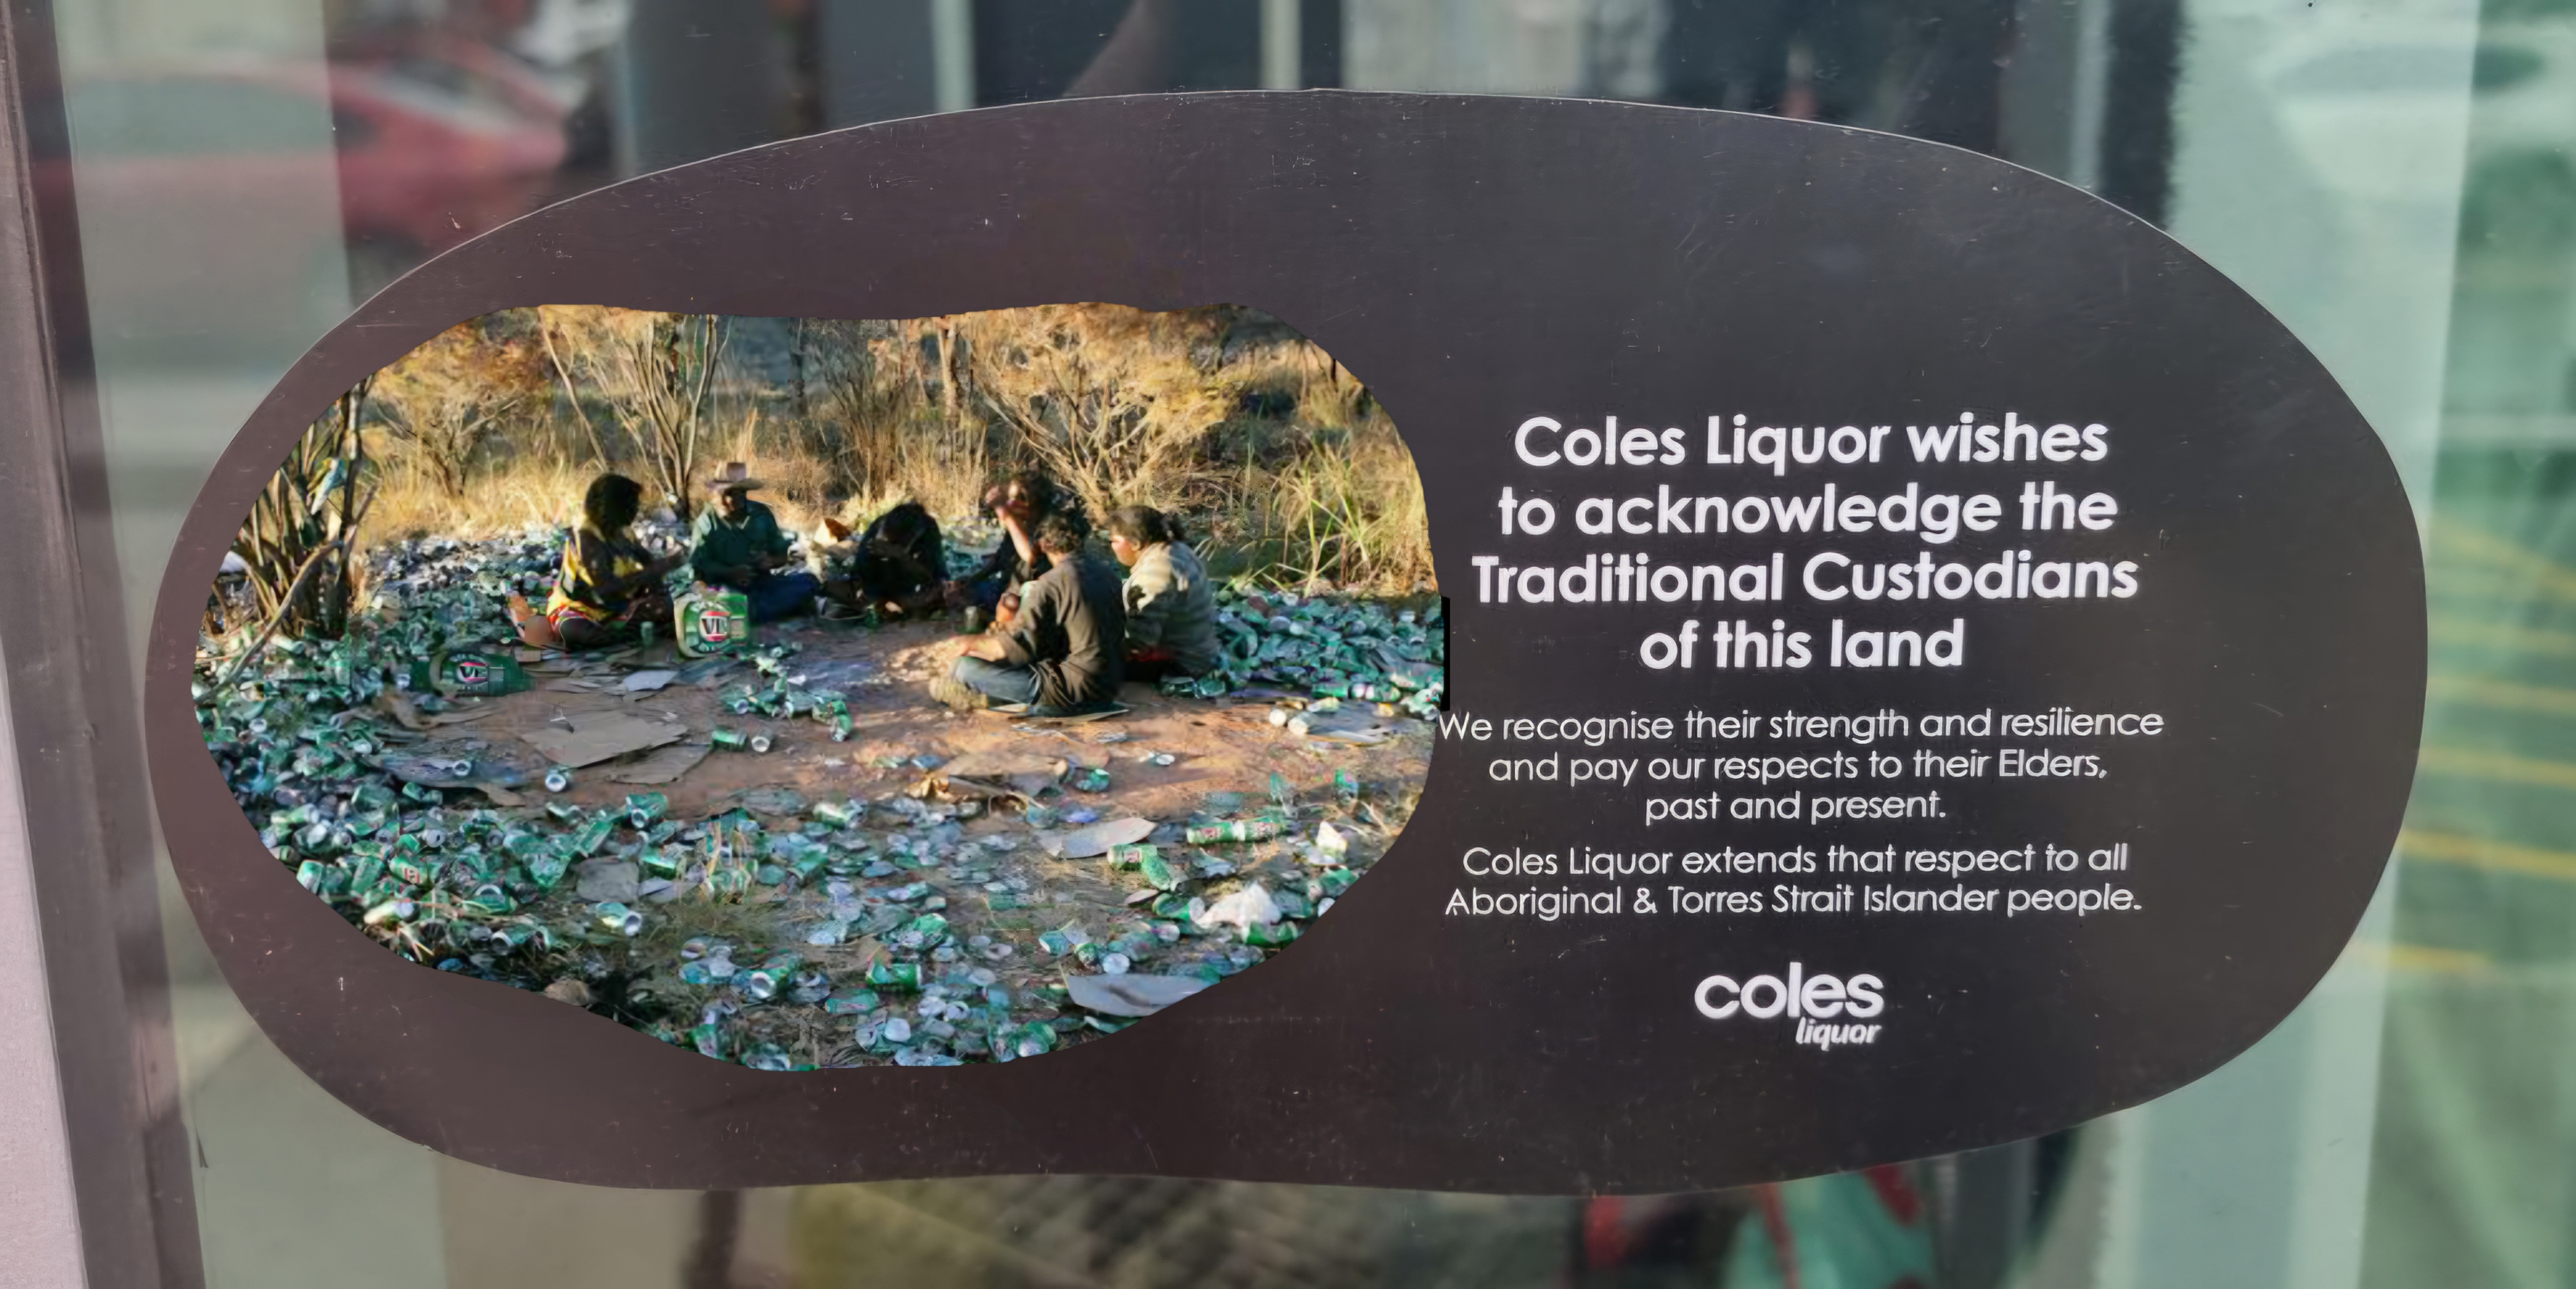 Coles Liquor wishes
to acknowledge the
Traditional Custodians
of this land
We recognise their strength and resilience
and pay our respects to their Elders,
past and present.
Coles Liquor extends that respect to all
Aboriginal & Torres Strait Islander people.
coles
liquor
VB